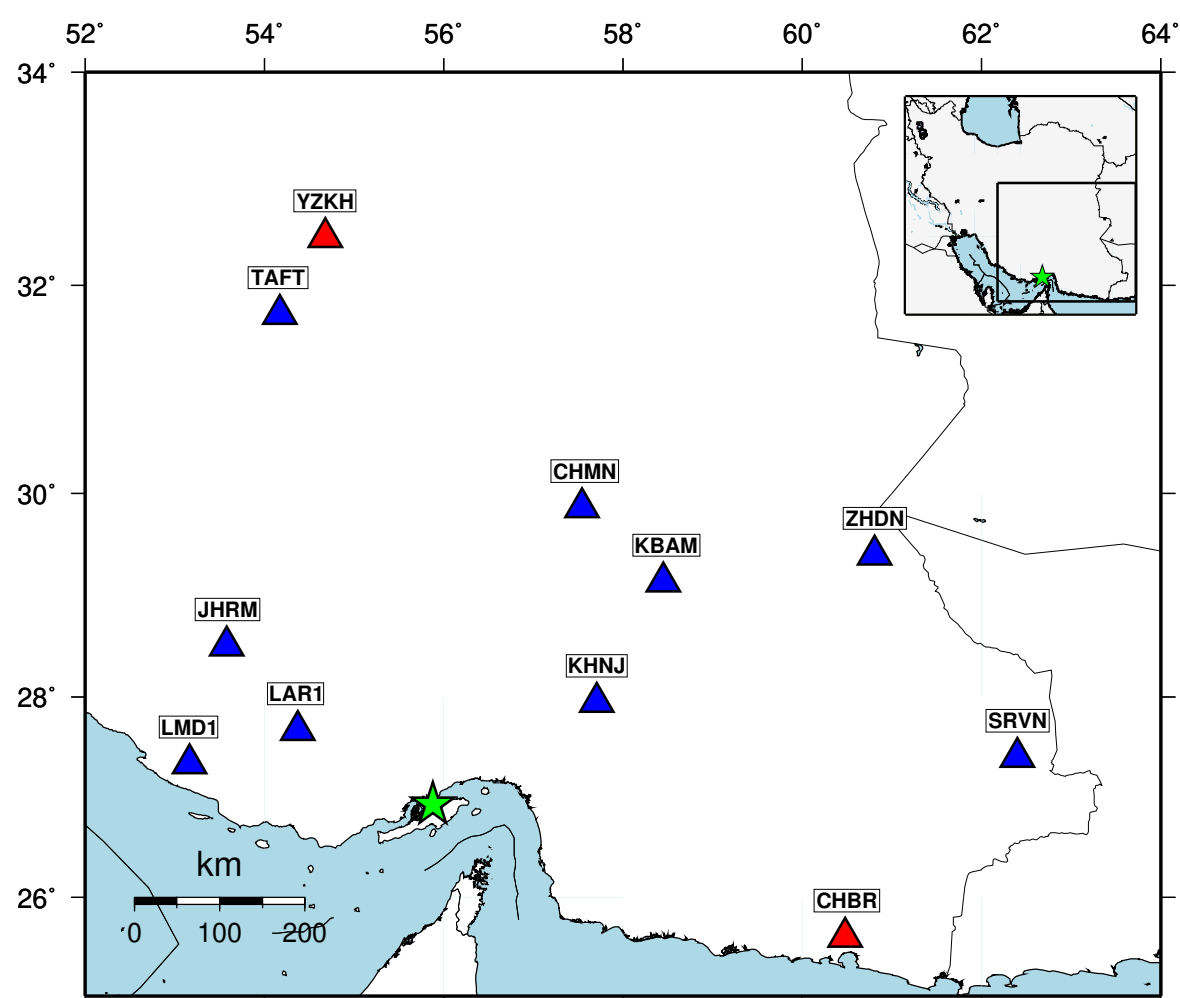 52° 54° 56° 58° 60° 62° 64°
34°
YZKH
TAFT
32°
CHMN
30°
ZHDN
KBAM
JHRM
KHNJ
LAR1
28°
SRVN
LMD1
km
26°
CHBR
0 100 200